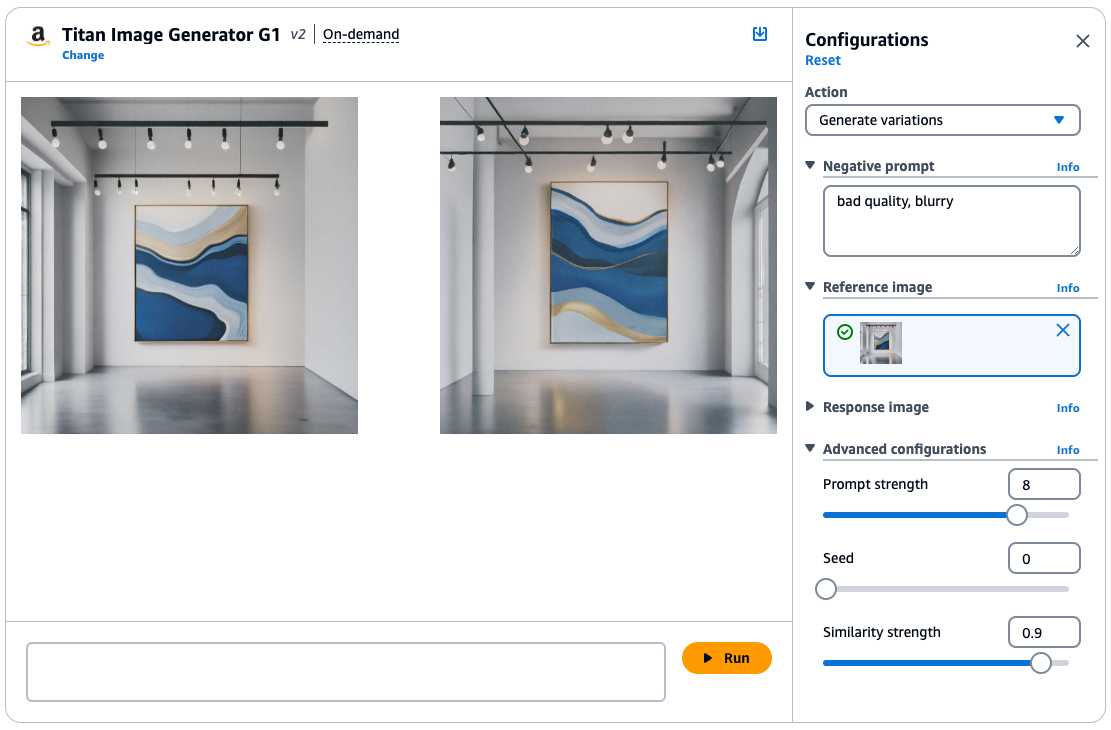 a Titan Image Generator G1 v2 | On-demand
Change
Configurations
Reset
Action
Generate variations
Negative prompt Info
bad quality, blurry
Reference image Info
Response image Info
Advanced configurations Info
Prompt strength 8
Seed 0
Similarity strength 0.9
Run